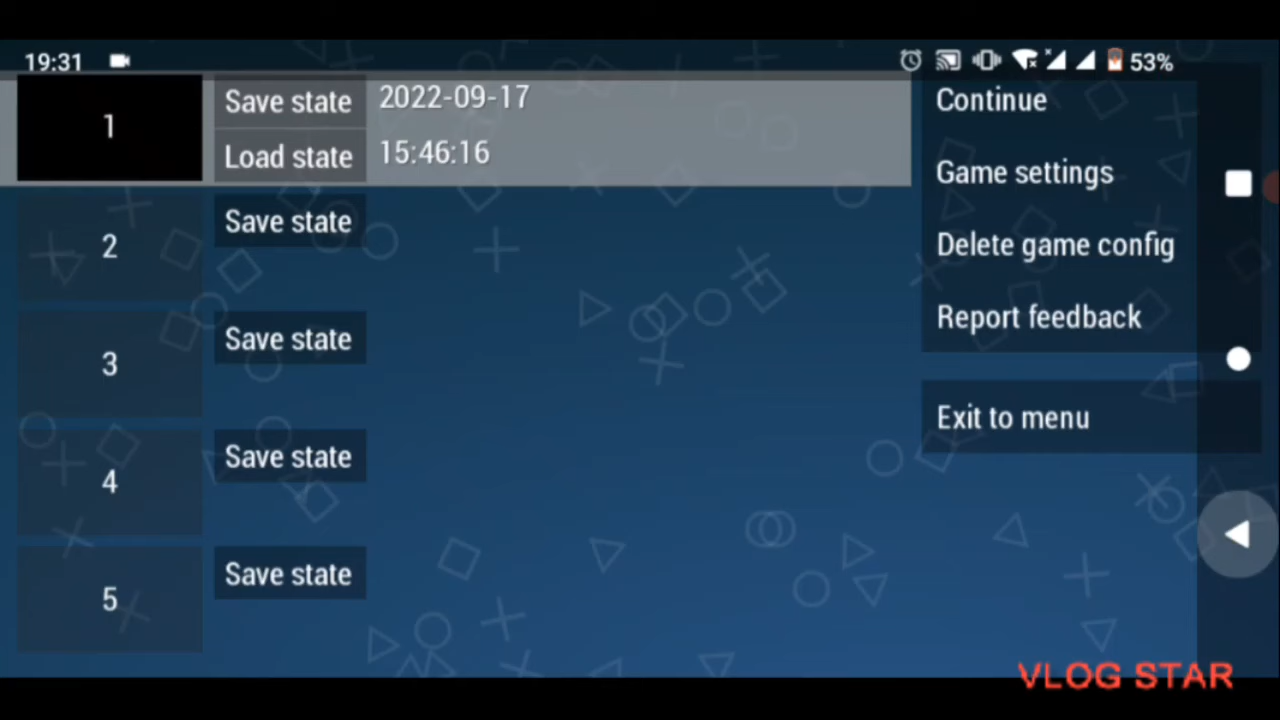 19:31
53%
1
Save state
2022-09-17
Load state
15:46:16
2
Save state
3
Save state
4
Save state
5
Save state
Continue
Game settings
Delete game config
Report feedback
Exit to menu
VLOG STAR